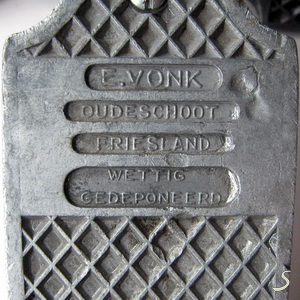 E.VONK
OUDESCHOOT
FRIESLAND
WETTIG
GEDEPONEERD
S